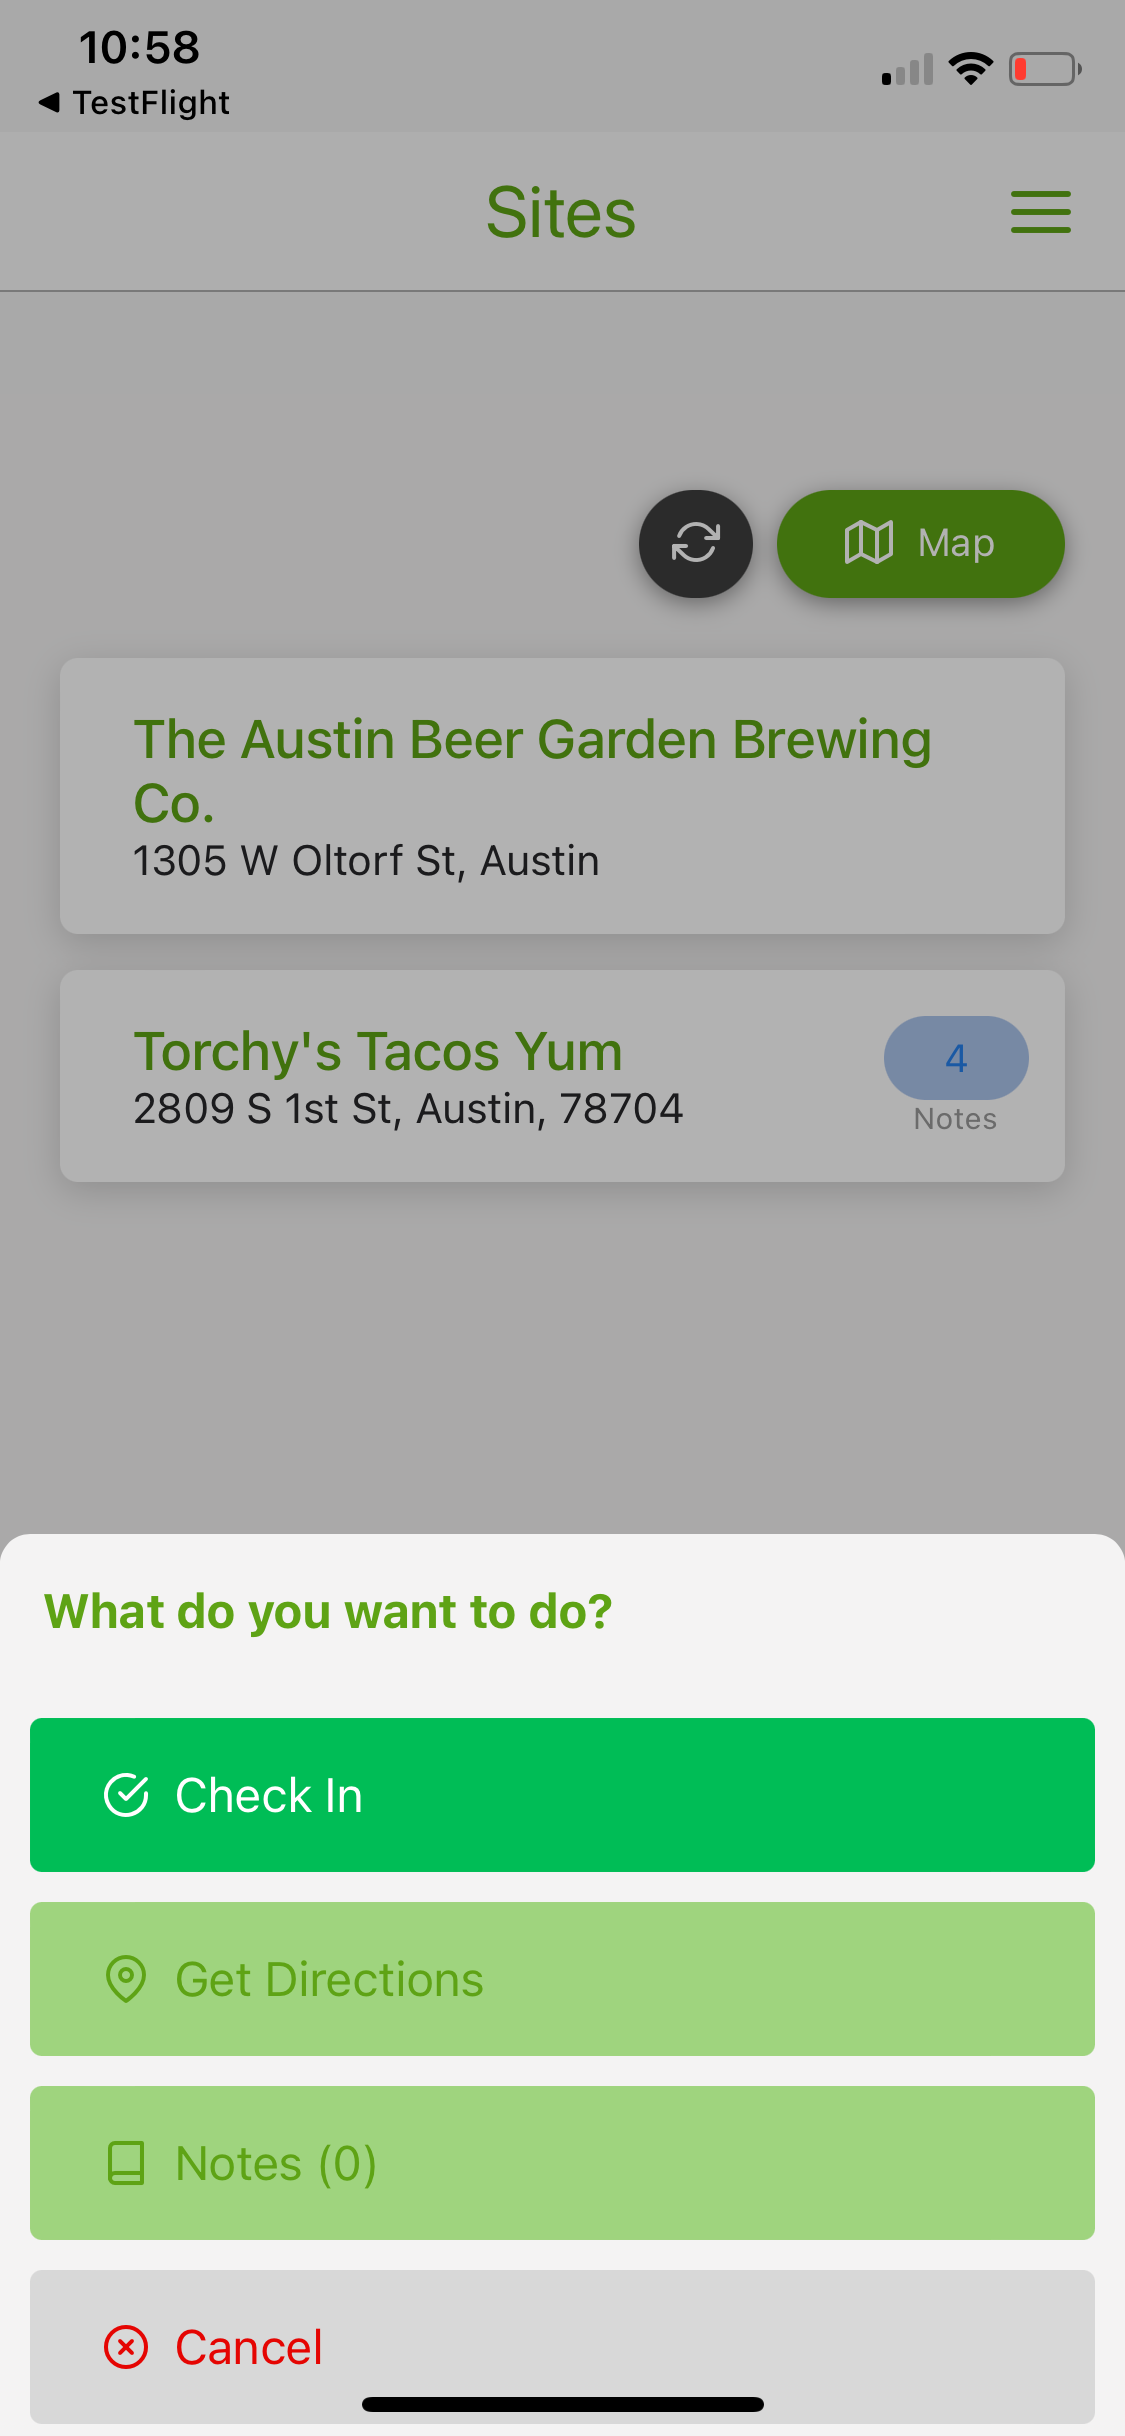 10:58
TestFlight
Sites
Map
The Austin Beer Garden Brewing
Co.
1305 W Oltorf St, Austin
Torchy's Tacos Yum
4
2809 S 1st St, Austin, 78704
Notes
What do you want to do?
Check In
Get Directions
Notes (0)
Cancel